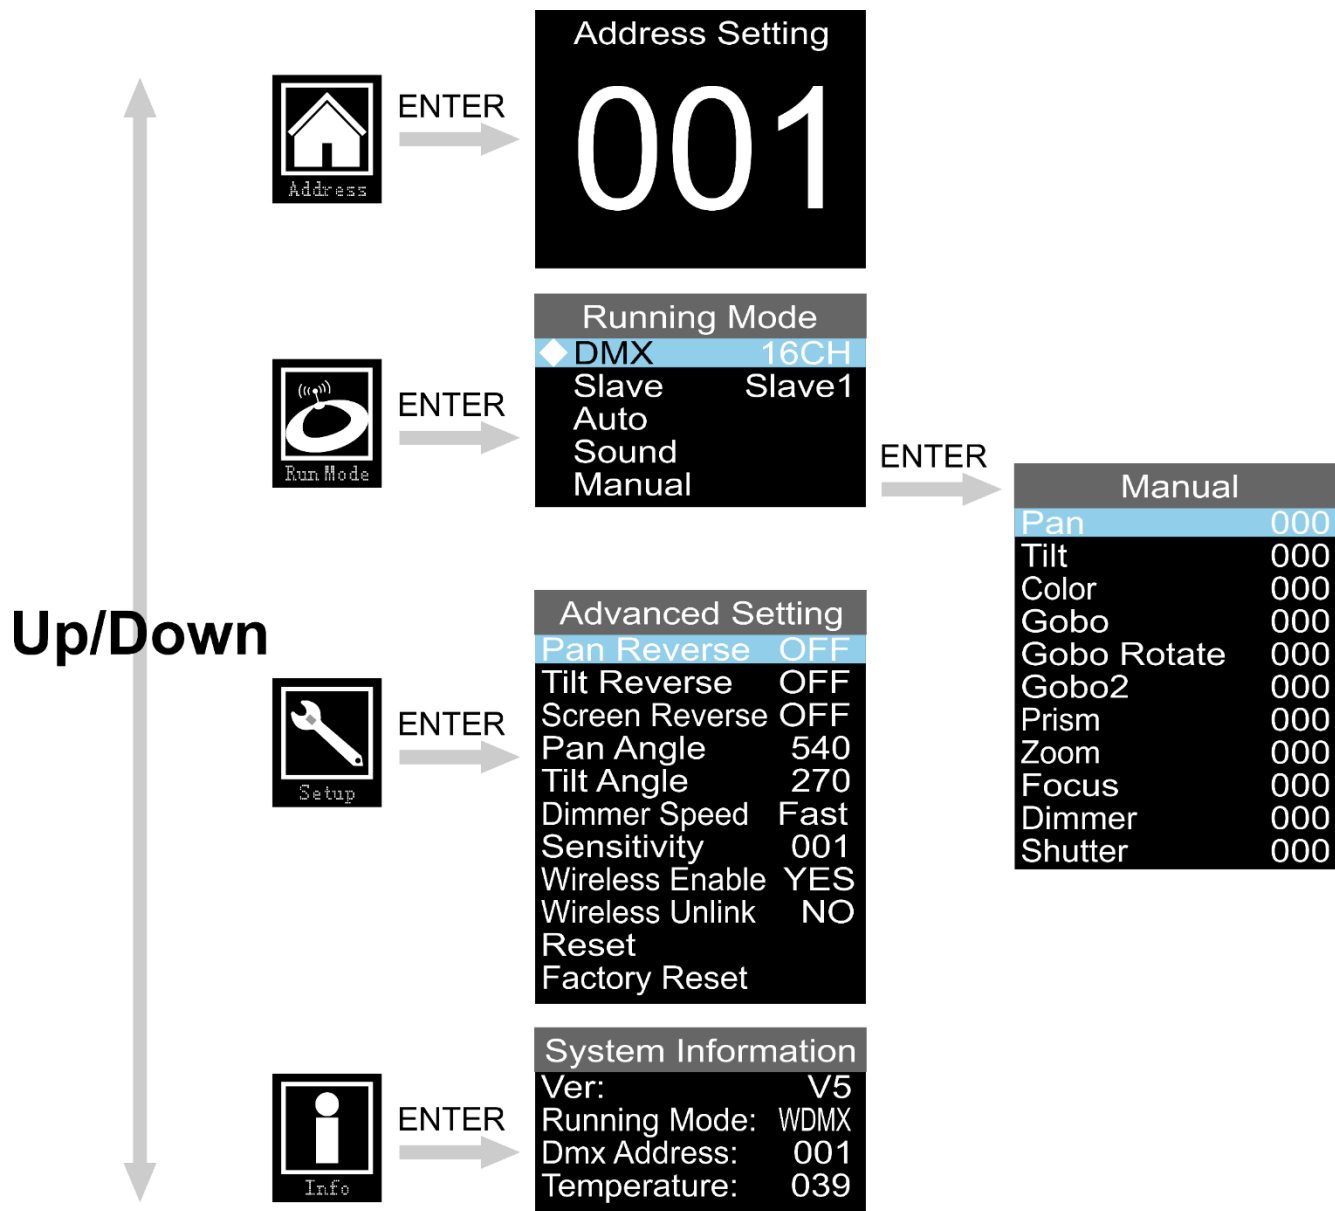 Address Setting
001
Address
ENTER
Running Mode
DMX 16CH
Slave Slave1
Auto
Sound
Manual
Run Mode
ENTER
ENTER
Manual
Pan 000
Tilt 000
Color 000
Gobo 000
Gobo Rotate 000
Gobo2 000
Prism 000
Zoom 000
Focus 000
Dimmer 000
Shutter 000
Up/Down
Advanced Setting
Pan Reverse OFF
Tilt Reverse OFF
Screen Reverse OFF
Pan Angle 540
Tilt Angle 270
Dimmer Speed Fast
Sensitivity 001
Wireless Enable YES
Wireless Unlink NO
Reset
Factory Reset
Setup
ENTER
System Information
Ver: V5
Running Mode: WDMX
Dmx Address: 001
Temperature: 039
Info
ENTER